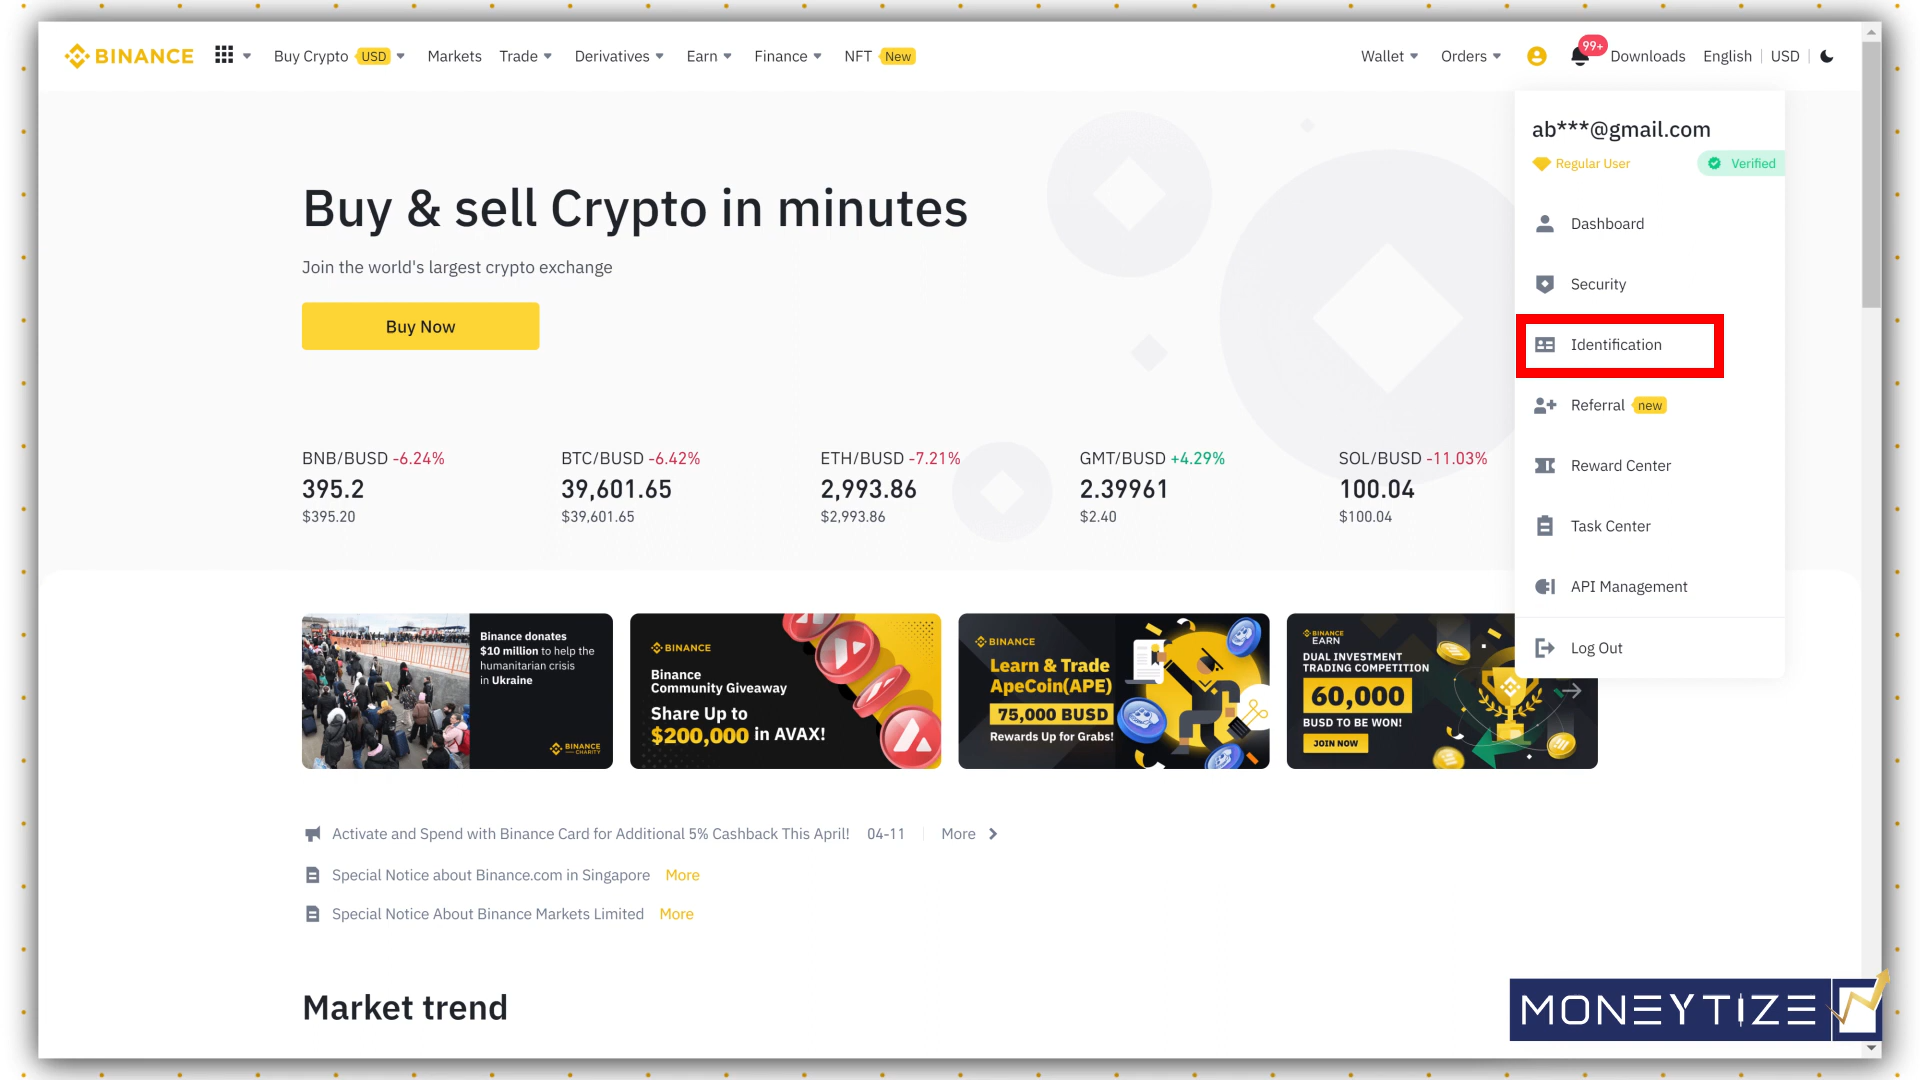 BINANCE
Buy Crypto USD
Markets
Trade
Derivatives
Earn
Finance
NFT New
Wallet
Orders
99+
Downloads
English
USD
ab***@gmail.com
Regular User
Verified
Dashboard
Security
Identification
Referral new
Reward Center
Task Center
API Management
Log Out
Buy & sell Crypto in minutes
Join the world's largest crypto exchange
Buy Now
BNB/BUSD -6.24%
395.2
$395.20
BTC/BUSD -6.42%
39,601.65
$39,601.65
ETH/BUSD -7.21%
2,993.86
$2,993.86
GMT/BUSD +4.29%
2.39961
$2.40
SOL/BUSD -11.03%
100.04
$100.04
Binance donates
$10 million to help the
humanitarian crisis
in Ukraine
BINANCE
CHARITY
BINANCE
Binance
Community Giveaway
Share Up to
$200,000 in AVAX!
BINANCE
Learn & Trade
ApeCoin(APE)
75,000 BUSD
Rewards Up for Grabs!
BINANCE
EARN
DUAL INVESTMENT
TRADING COMPETITION
60,000
BUSD TO BE WON!
JOIN NOW
Activate and Spend with Binance Card for Additional 5% Cashback This April! 04-11 More
Special Notice about Binance.com in Singapore More
Special Notice About Binance Markets Limited More
Market trend
MONEYTIZE